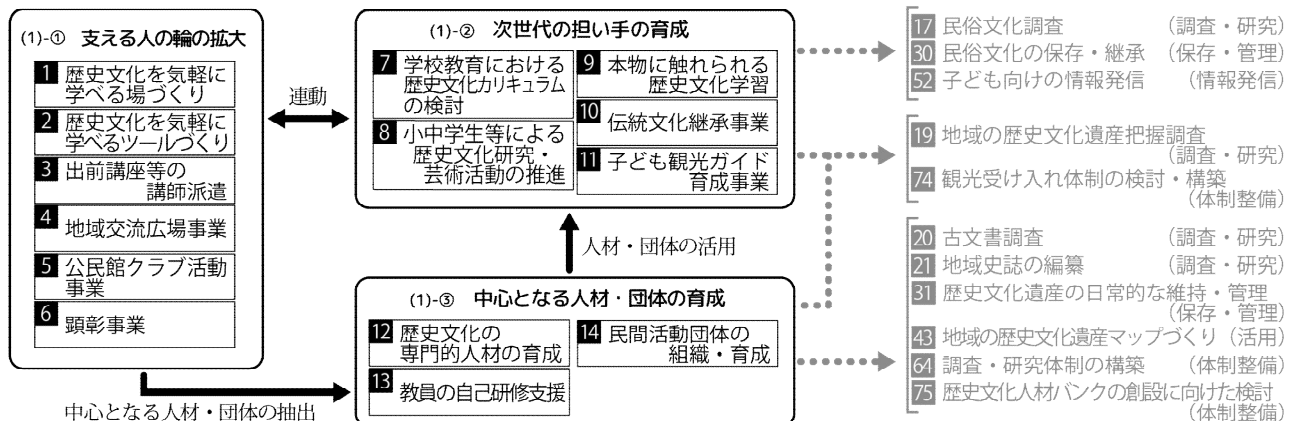 (1)-① 支える人の輪の拡大
1 歴史文化を気軽に
学べる場づくり
2 歴史文化を気軽に
学べるツールづくり
3 出前講座等の
講師派遣
4 地域交流広場事業
5 公民館クラブ活動
事業
6 顕彰事業
連動
(1)-② 次世代の担い手の育成
7 学校教育における
歴史文化カリキュラム
の検討
8 小中学生等による
歴史文化研究・
芸術活動の推進
9 本物に触れられる
歴史文化学習
10 伝統文化継承事業
11 子ども観光ガイド
育成事業
人材・団体の活用
(1)-③ 中心となる人材・団体の育成
12 歴史文化の
専門的人材の育成
13 教員の自己研修支援
14 民間活動団体の
組織・育成
中心となる人材・団体の抽出
17 民俗文化調査 (調査・研究)
30 民俗文化の保存・継承 (保存・管理)
52 子ども向けの情報発信 (情報発信)
19 地域の歴史文化遺産把握調査
(調査・研究)
74 観光受け入れ体制の検討・構築
(体制整備)
20 古文書調査 (調査・研究)
21 地域史誌の編纂 (調査・研究)
31 歴史文化遺産の日常的な維持・管理
(保存・管理)
43 地域の歴史文化遺産マップづくり (活用)
64 調査・研究体制の構築 (体制整備)
75 歴史文化人材バンクの創設に向けた検討
(体制整備)